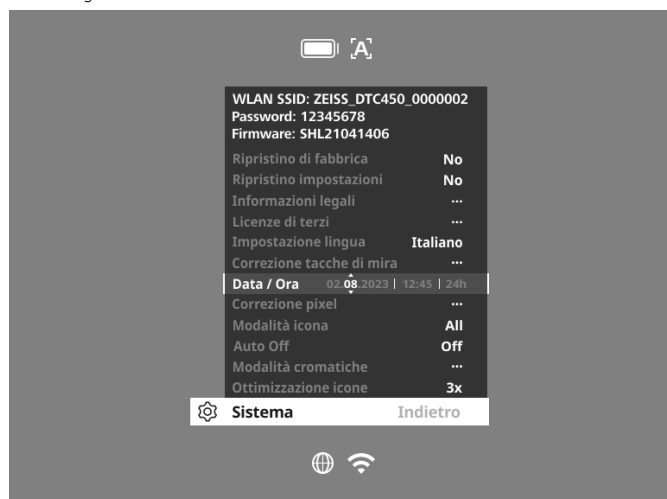 [A]
WLAN SSID: ZEISS_DTC450_0000002
Password: 12345678
Firmware: SHL21041406
Ripristino di fabbrica No
Ripristino impostazioni No
Informazioni legali ...
Licenze di terzi ...
Impostazione lingua Italiano
Correzione tacche di mira ...
Data / Ora 02.08.2023 | 12:45 | 24h
Correzione pixel ...
Modalità icona All
Auto Off Off
Modalità cromatiche ...
Ottimizzazione icone 3x
Sistema Indietro